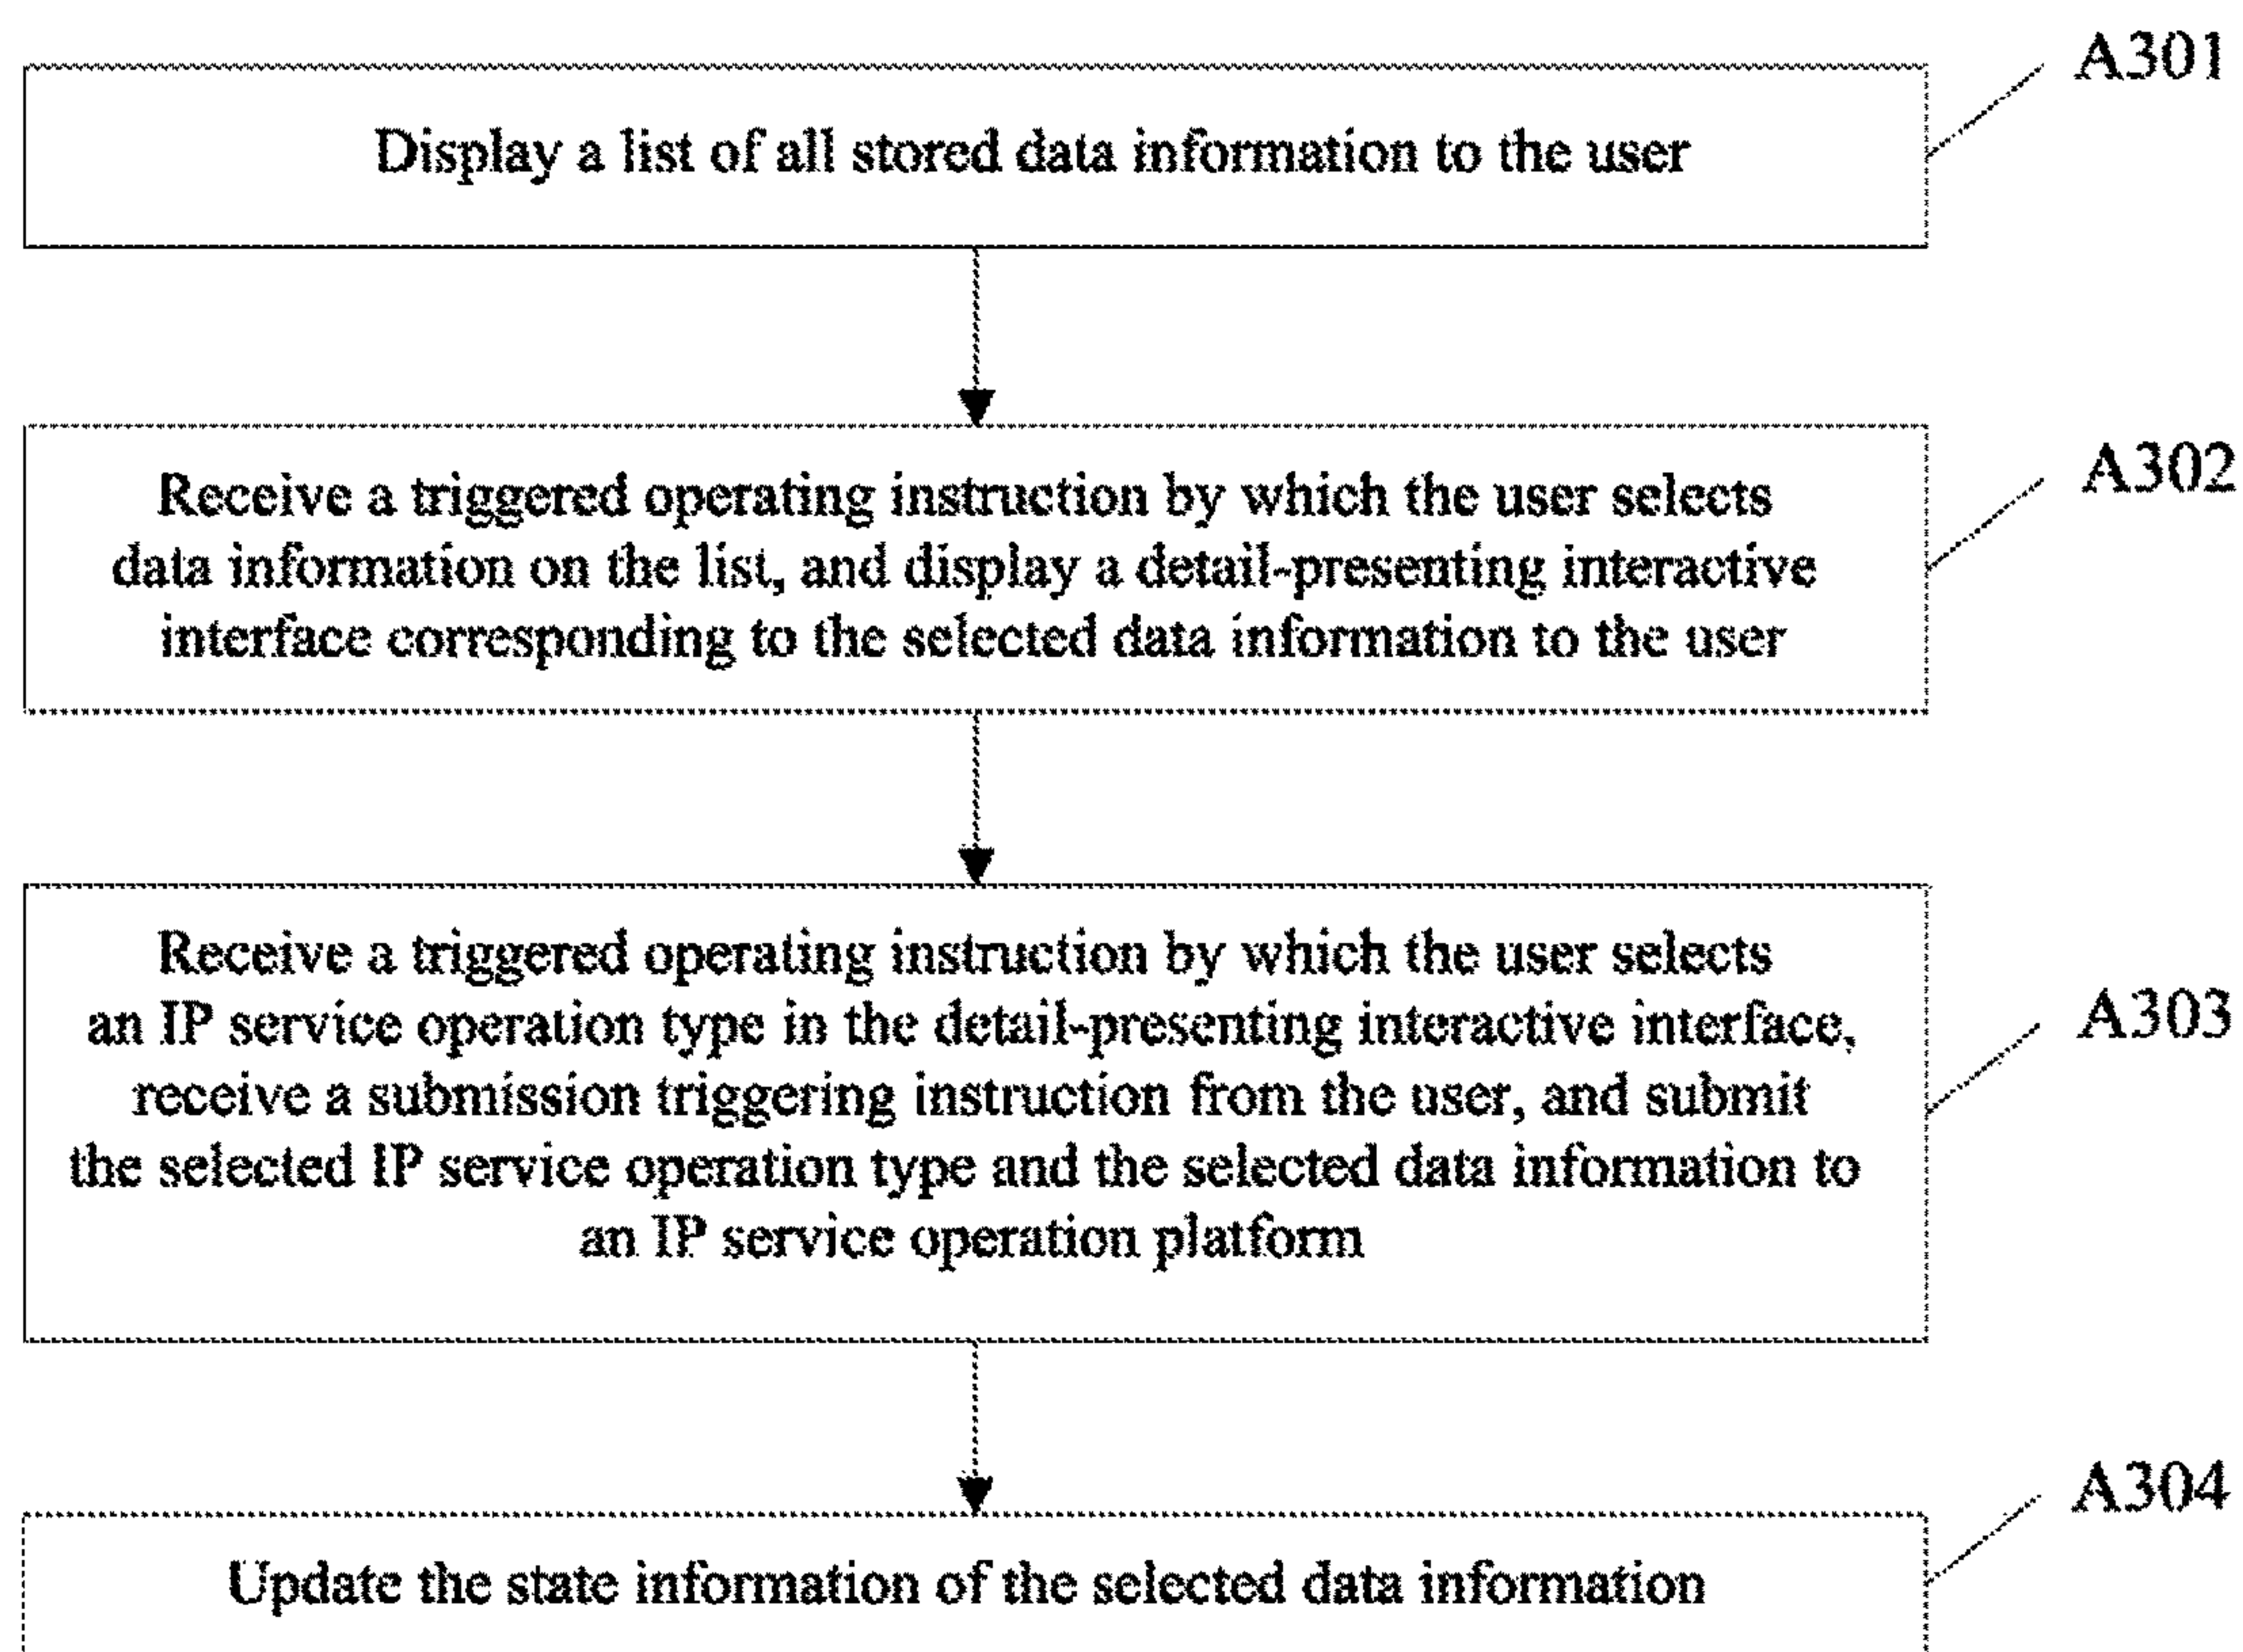 A301
Display a list of all stored data information to the user
A302
Receive a triggered operating instruction by which the user selects
data information on the list, and display a detail-presenting interactive
interface corresponding to the selected data information to the user
A303
Receive a triggered operating instruction by which the user selects
an IP service operation type in the detail-presenting interactive interface,
receive a submission triggering instruction from the user, and submit
the selected IP service operation type and the selected data information to
an IP service operation platform
A304
Update the state information of the selected data information